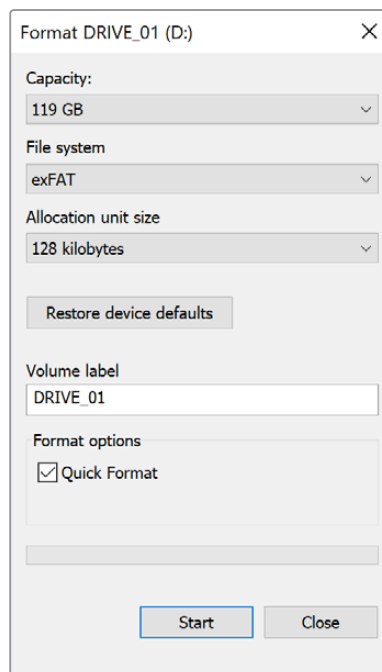 Format DRIVE_01 (D:)
Capacity:
119 GB
File system
exFAT
Allocation unit size
128 kilobytes
Restore device defaults
Volume label
DRIVE_01
Format options
Quick Format
Start Close